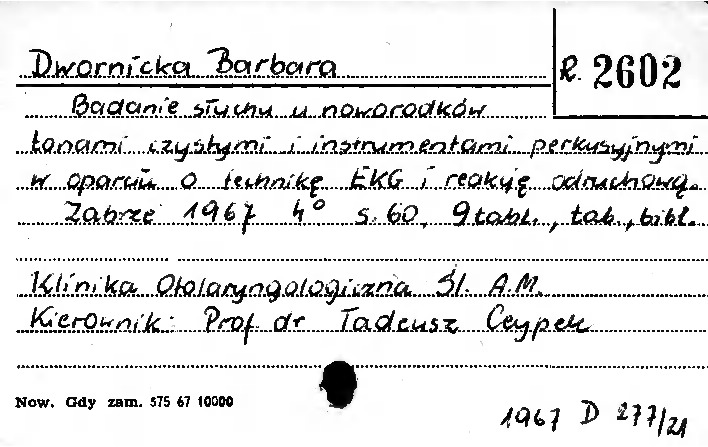 Dwornicka Barbara
R. 2602
Badanie słuchu u noworodków
tonami czystymi i instrumentami perkusyjnymi
w oparciu o technikę EKG i reakcję odruchową.
Zabrze 1967 4° s. 60, 9 tabl., tab., bibl.
Klinika Otolaryngologiczna Śl. A.M.
Kierownik: Prof. dr Tadeusz Ceypek
Now. Gdy zam. 575 67 10000
1967 D 277/21